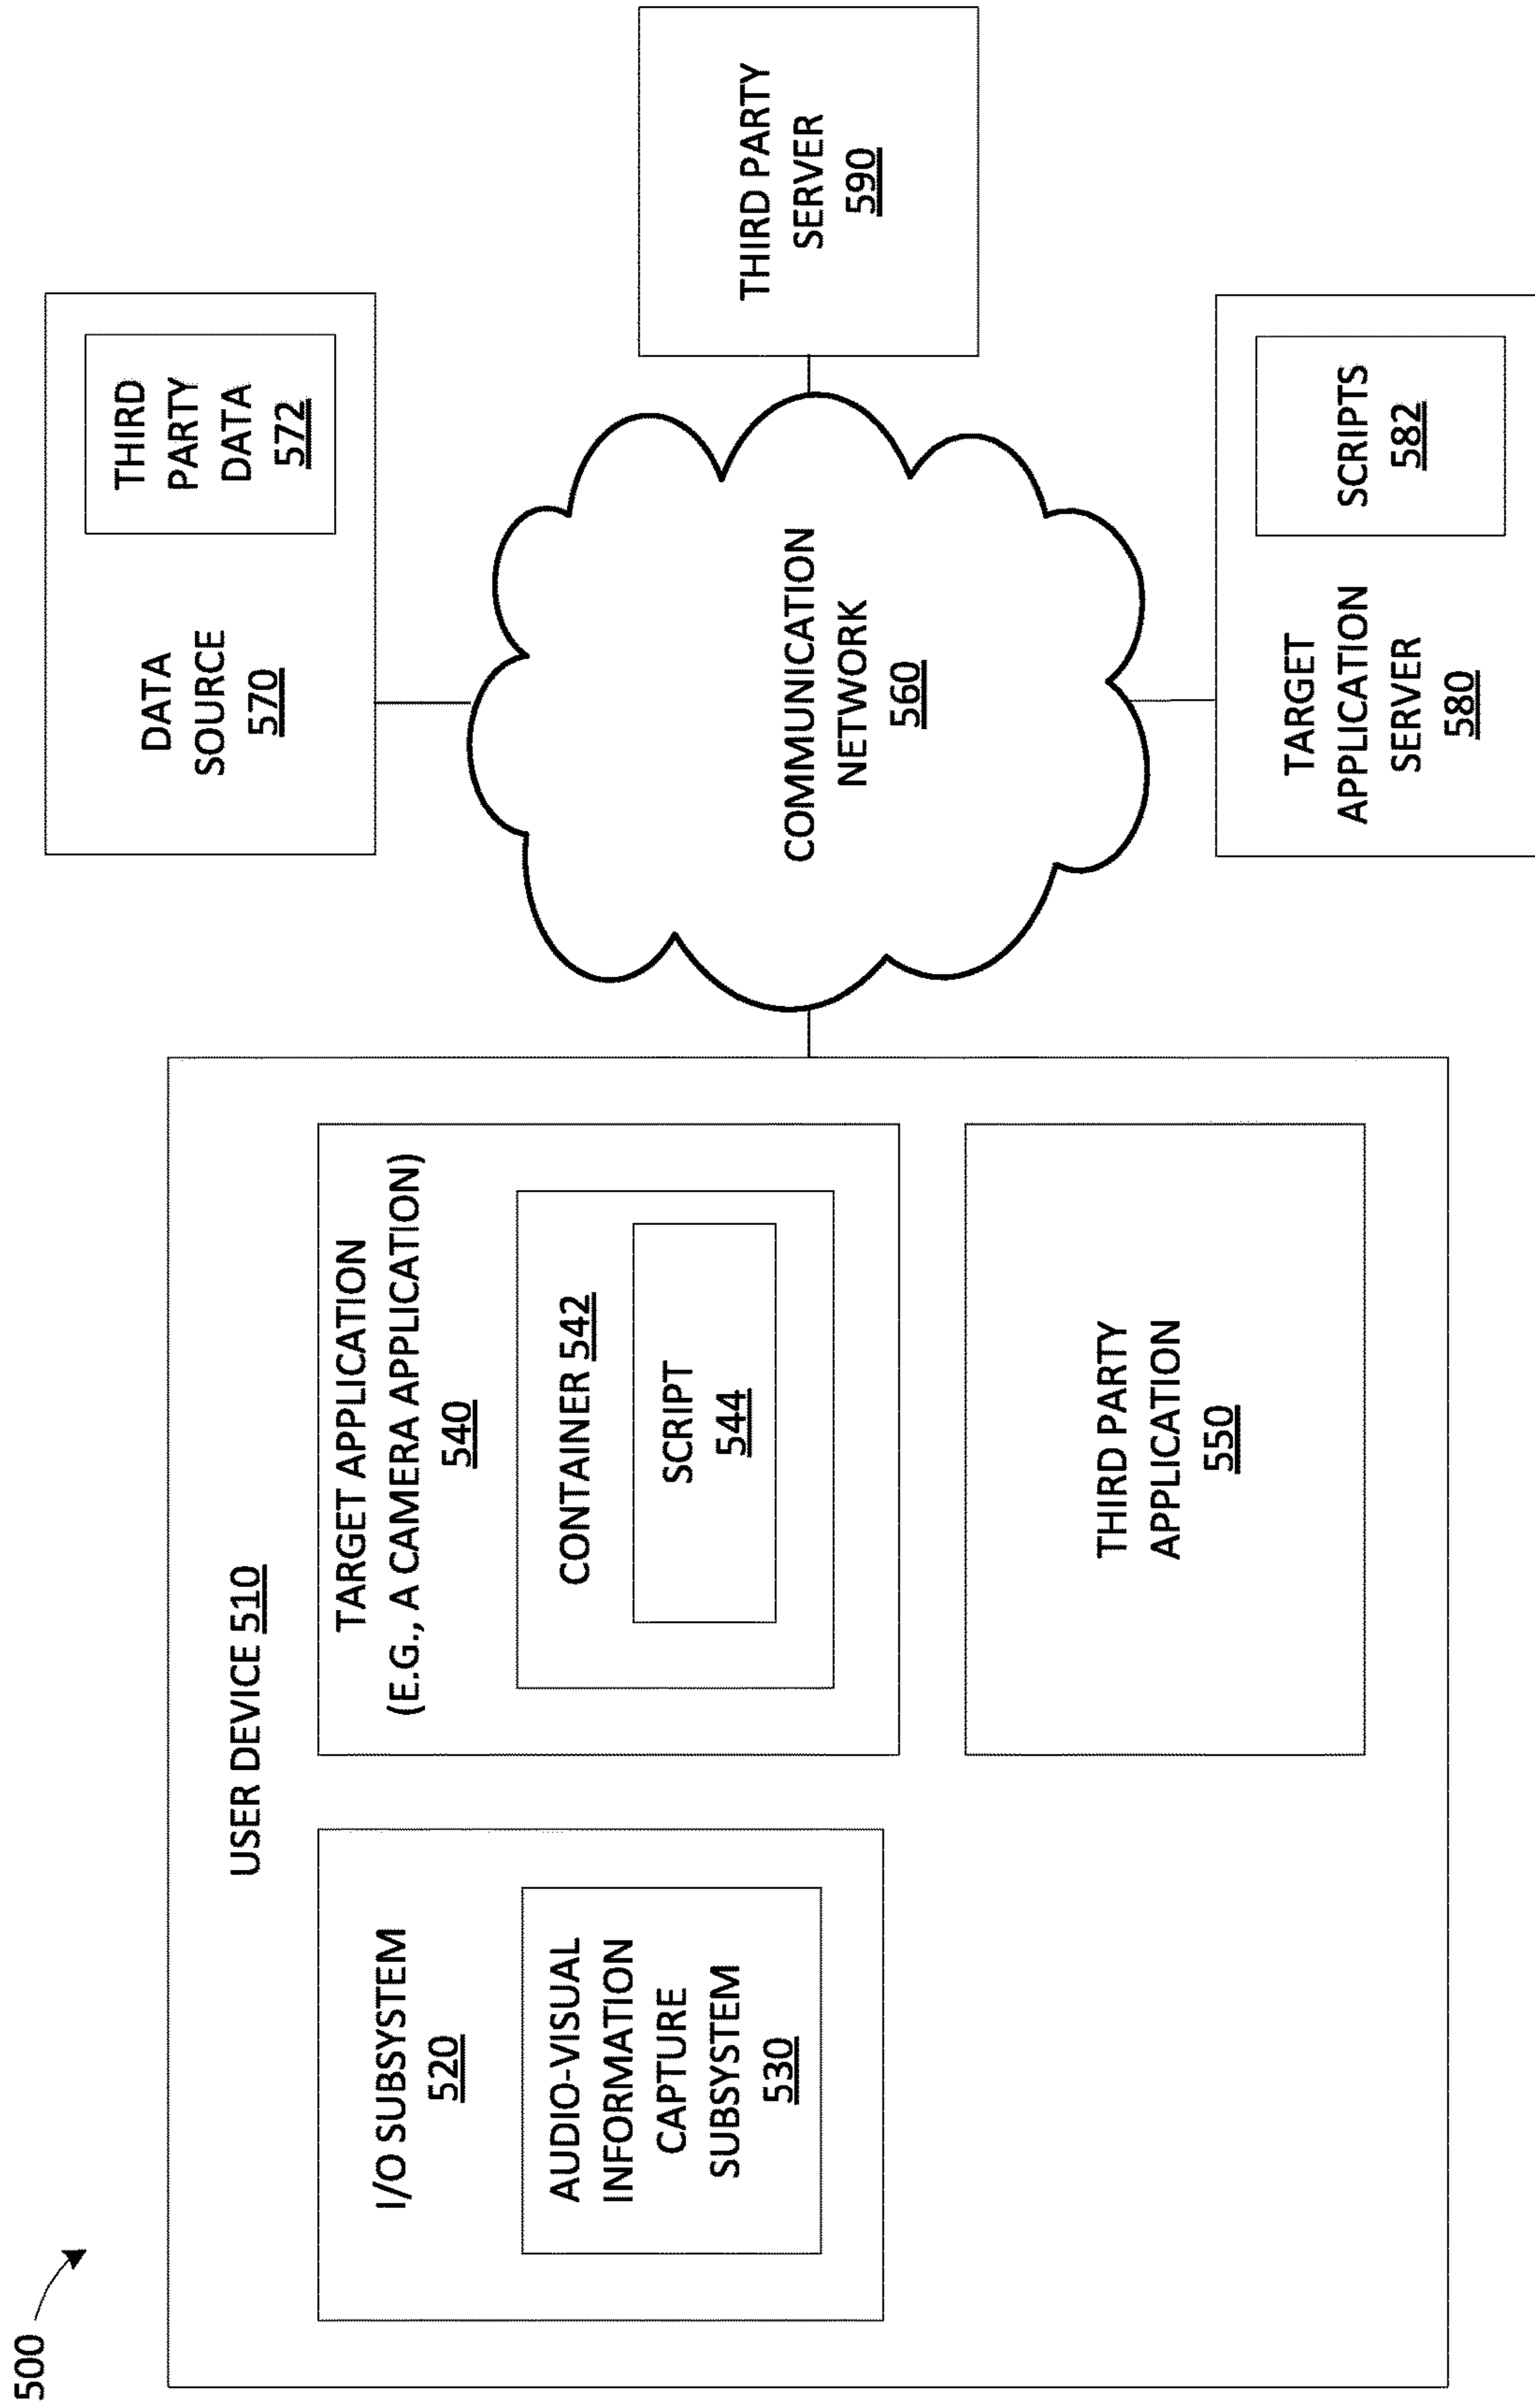 500
USER DEVICE 510
I/O SUBSYSTEM
520
AUDIO-VISUAL
INFORMATION
CAPTURE
SUBSYSTEM
530
TARGET APPLICATION
(E.G., A CAMERA APPLICATION)
540
CONTAINER 542
SCRIPT
544
THIRD PARTY
APPLICATION
550
COMMUNICATION
NETWORK
560
DATA
SOURCE
570
THIRD
PARTY
DATA
572
TARGET
APPLICATION
SERVER
580
SCRIPTS
582
THIRD PARTY
SERVER
590